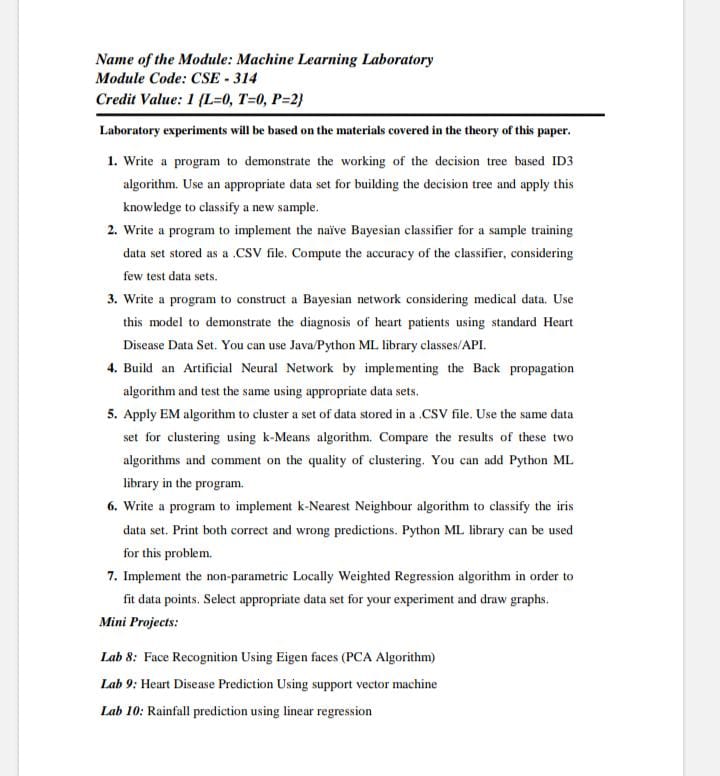 Name of the Module: Machine Learning Laboratory
Module Code: CSE - 314
Credit Value: 1 {L=0, T=0, P=2}
Laboratory experiments will be based on the materials covered in the theory of this paper.
1. Write a program to demonstrate the working of the decision tree based ID3
algorithm. Use an appropriate data set for building the decision tree and apply this
knowledge to classify a new sample.
2. Write a program to implement the naïve Bayesian classifier for a sample training
data set stored as a .CSV file. Compute the accuracy of the classifier, considering
few test data sets.
3. Write a program to construct a Bayesian network considering medical data. Use
this model to demonstrate the diagnosis of heart patients using standard Heart
Disease Data Set. You can use Java/Python ML library classes/API.
4. Build an Artificial Neural Network by implementing the Back propagation
algorithm and test the same using appropriate data sets.
5. Apply EM algorithm to cluster a set of data stored in a .CSV file. Use the same data
set for clustering using k-Means algorithm. Compare the results of these two
algorithms and comment on the quality of clustering. You can add Python ML
library in the program.
6. Write a program to implement k-Nearest Neighbour algorithm to classify the iris
data set. Print both correct and wrong predictions. Python ML library can be used
for this problem.
7. Implement the non-parametric Locally Weighted Regression algorithm in order to
fit data points. Select appropriate data set for your experiment and draw graphs.
Mini Projects:
Lab 8: Face Recognition Using Eigen faces (PCA Algorithm)
Lab 9: Heart Disease Prediction Using support vector machine
Lab 10: Rainfall prediction using linear regression